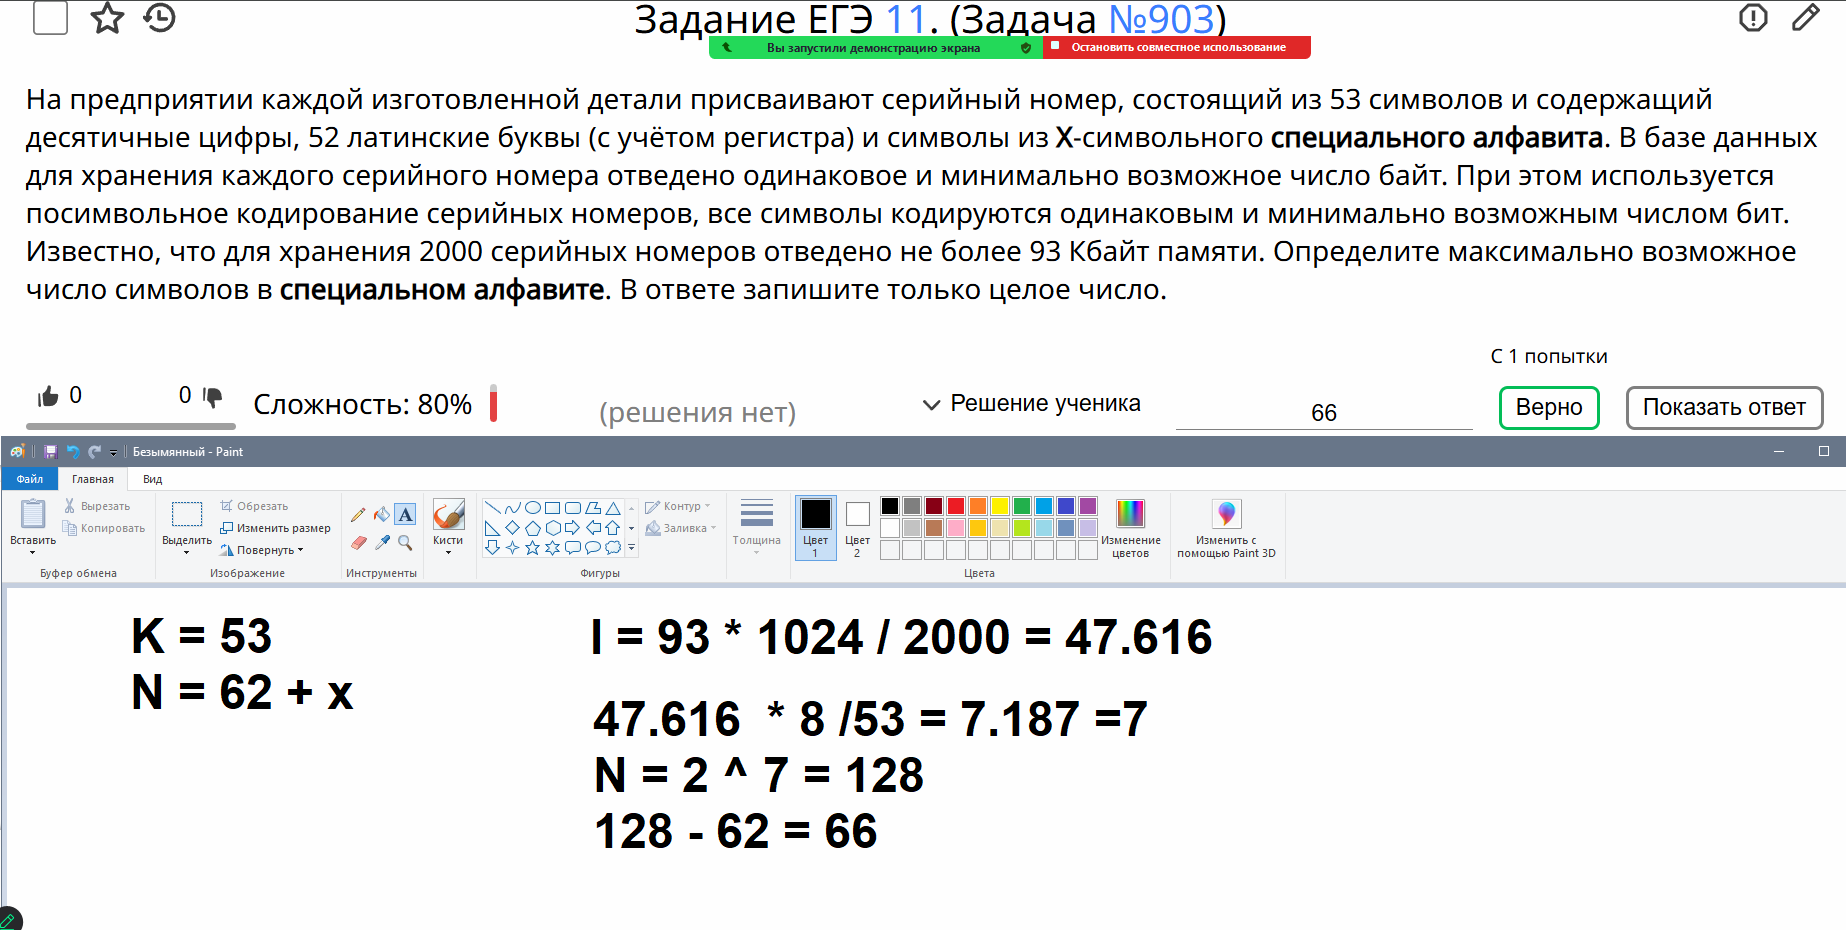 Задание ЕГЭ 11. (Задача №903)
Вы запустили демонстрацию экрана
Остановить совместное использование
На предприятии каждой изготовленной детали присваивают серийный номер, состоящий из 53 символов и содержащий
десятичные цифры, 52 латинские буквы (с учётом регистра) и символы из X-символьного специального алфавита. В базе данных
для хранения каждого серийного номера отведено одинаковое и минимально возможное число байт. При этом используется
посимвольное кодирование серийных номеров, все символы кодируются одинаковым и минимально возможным числом бит.
Известно, что для хранения 2000 серийных номеров отведено не более 93 Кбайт памяти. Определите максимально возможное
число символов в специальном алфавите. В ответе запишите только целое число.
С 1 попытки
0 0 Сложность: 80% (решения нет) Решение ученика 66 Верно Показать ответ
Безымянный - Paint
Файл Главная Вид
Вставить
Вырезать
Копировать
Буфер обмена
Выделить
Обрезать
Изменить размер
Повернуть
Изображение
A
Инструменты
Кисти
Контур
Заливка
Фигуры
Толщина
Цвет
1
Цвет
2
Изменение
цветов
Цвета
Изменить с
помощью Paint 3D
K = 53
N = 62 + x
I = 93 * 1024 / 2000 = 47.616
47.616 * 8 /53 = 7.187 =7
N = 2 ^ 7 = 128
128 - 62 = 66